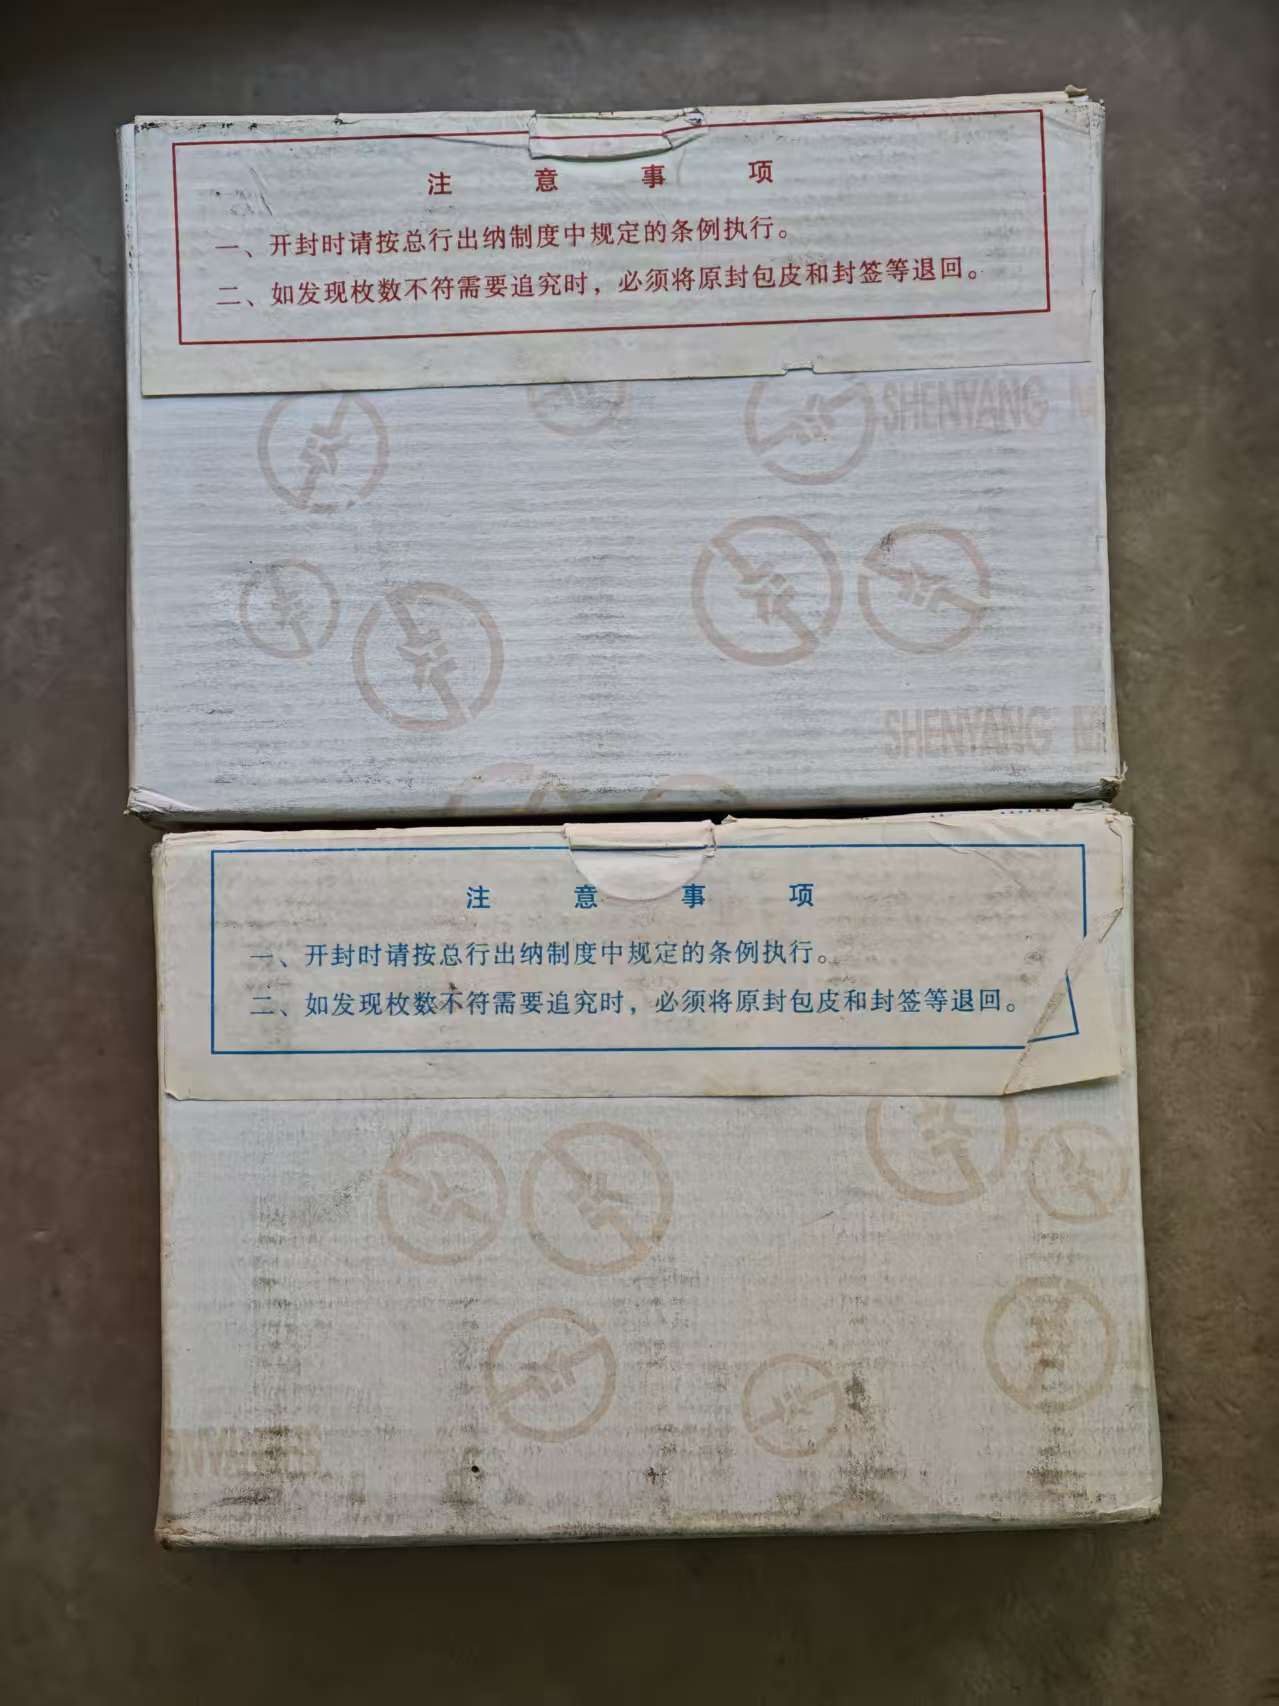 注意事项
一、开封时请按总行出纳制度中规定的条例执行。
二、如发现枚数不符需要追究时，必须将原封包皮和封签等退回。
SHENYANG M
SHENYANG M
注意事项
一、开封时请按总行出纳制度中规定的条例执行。
二、如发现枚数不符需要追究时，必须将原封包皮和封签等退回。